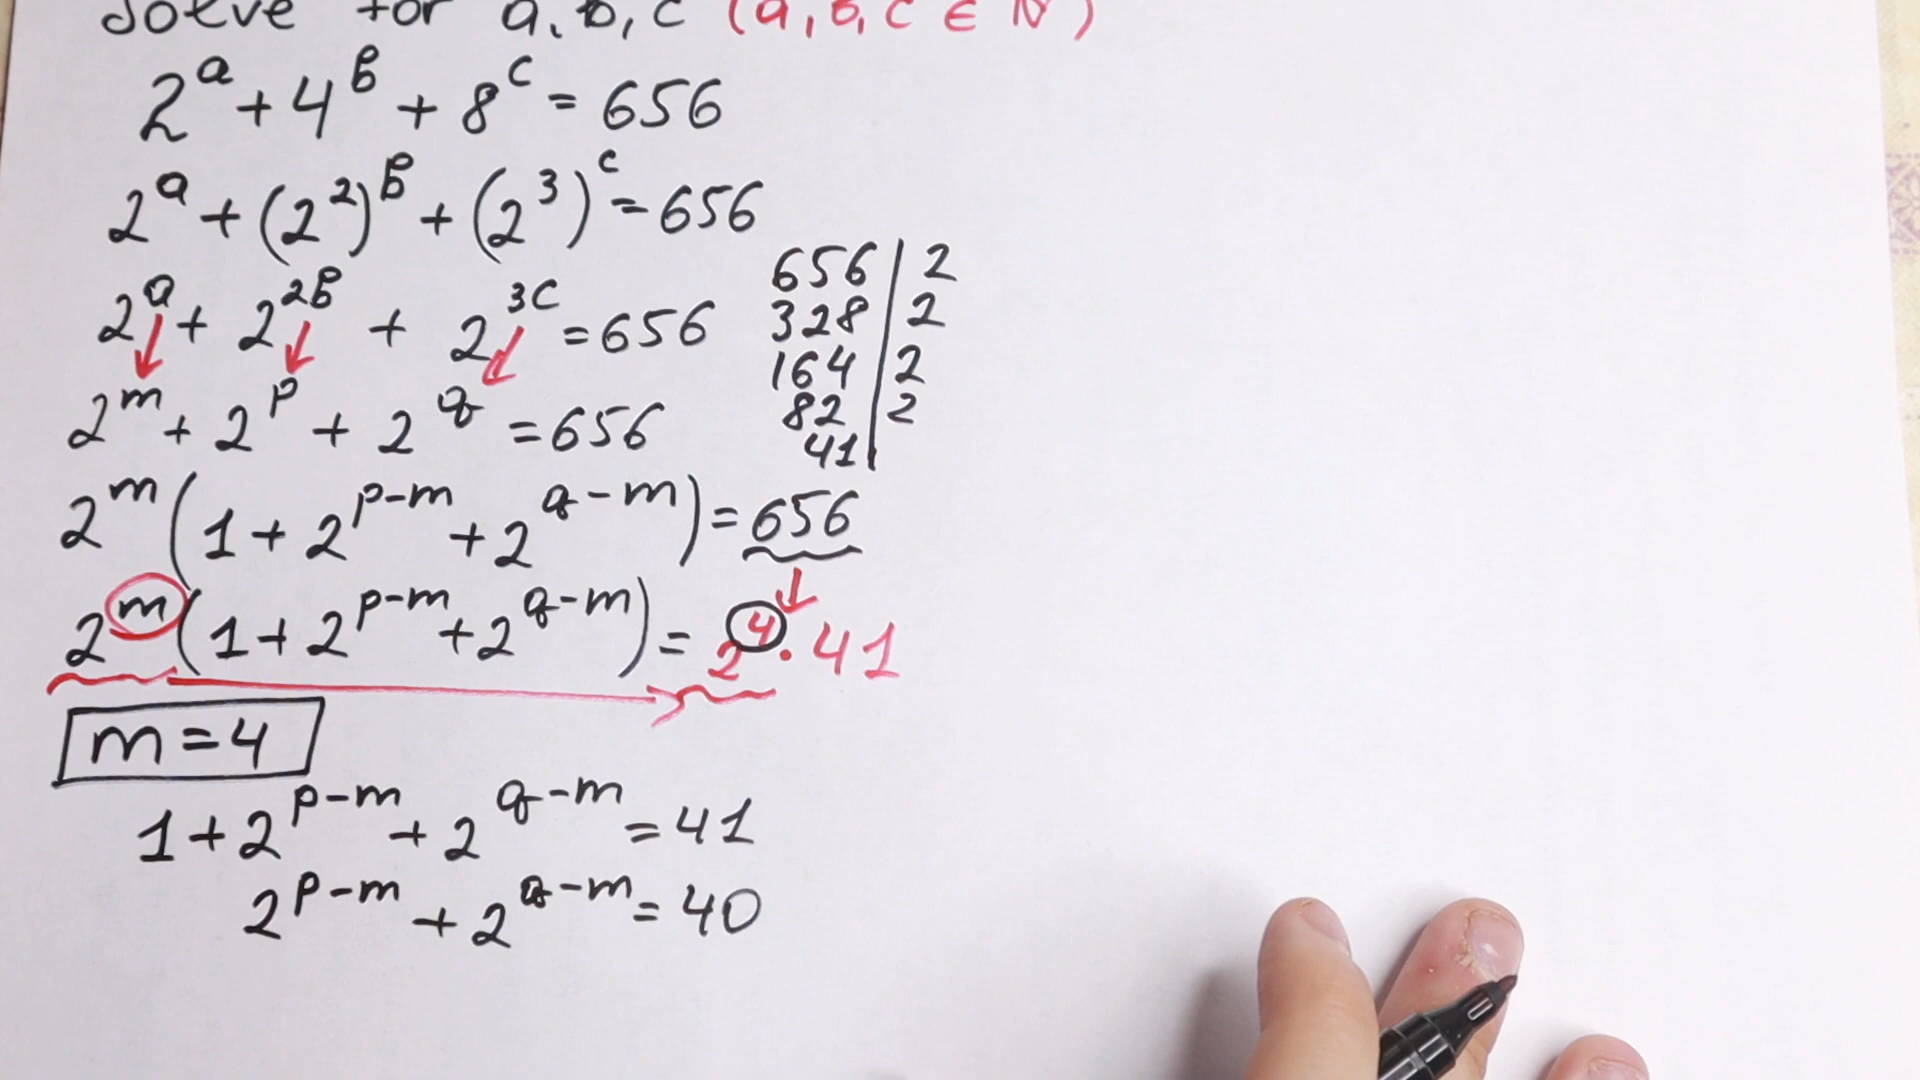 Solve for a, b, c (a, b, c ∈ N)
2^a + 4^b + 8^c = 656
2^a + (2^2)^b + (2^3)^c = 656
2^a + 2^{2b} + 2^{3c} = 656
2^m + 2^p + 2^q = 656
656 | 2
328 | 2
164 | 2
82 | 2
41 |
2^m (1 + 2^{p-m} + 2^{q-m}) = 656
2^m (1 + 2^{p-m} + 2^{q-m}) = 2^4 · 41
m = 4
1 + 2^{p-m} + 2^{q-m} = 41
2^{p-m} + 2^{q-m} = 40